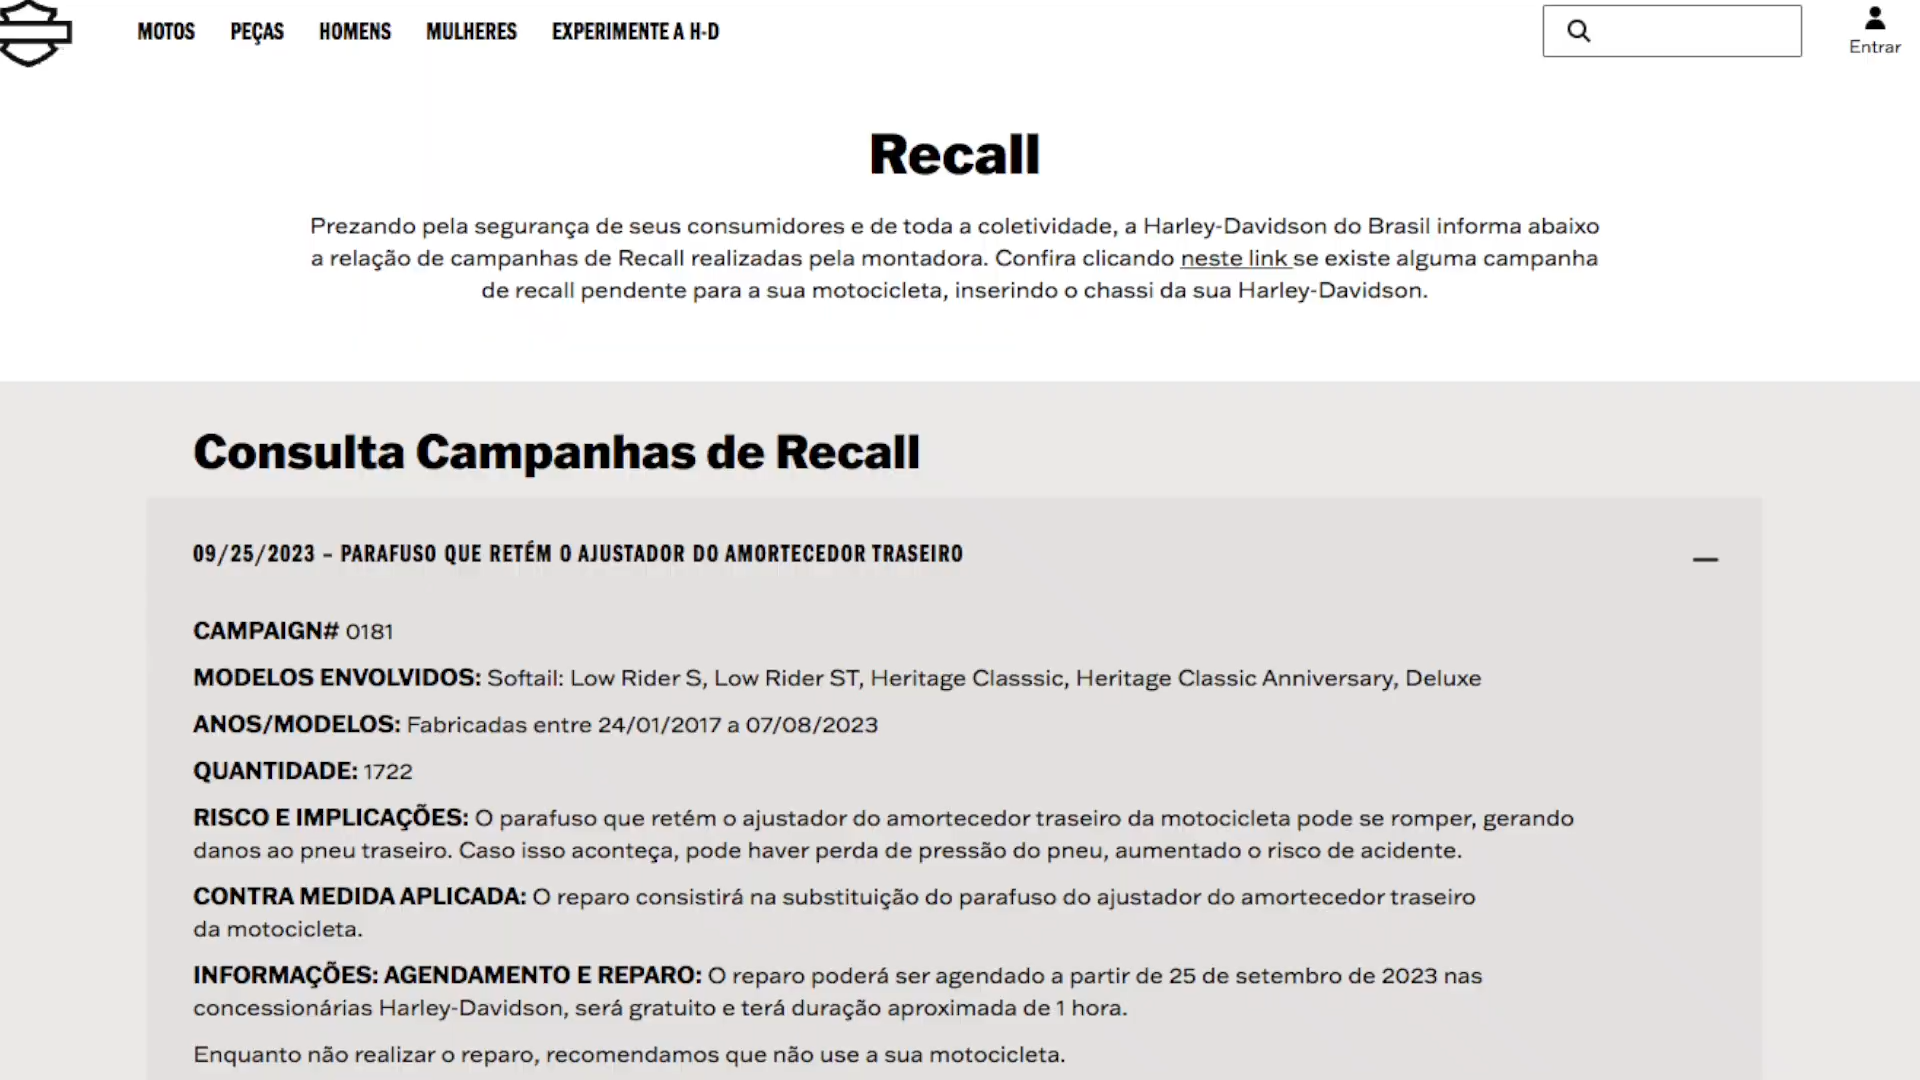 MOTOS PEÇAS HOMENS MULHERES EXPERIMENTE A H-D
Entrar
Recall
Prezando pela segurança de seus consumidores e de toda a coletividade, a Harley-Davidson do Brasil informa abaixo
a relação de campanhas de Recall realizadas pela montadora. Confira clicando neste link se existe alguma campanha
de recall pendente para a sua motocicleta, inserindo o chassi da sua Harley-Davidson.
Consulta Campanhas de Recall
09/25/2023 – PARAFUSO QUE RETÉM O AJUSTADOR DO AMORTECEDOR TRASEIRO
CAMPAIGN# 0181
MODELOS ENVOLVIDOS: Softail: Low Rider S, Low Rider ST, Heritage Classsic, Heritage Classic Anniversary, Deluxe
ANOS/MODELOS: Fabricadas entre 24/01/2017 a 07/08/2023
QUANTIDADE: 1722
RISCO E IMPLICAÇÕES: O parafuso que retém o ajustador do amortecedor traseiro da motocicleta pode se romper, gerando
danos ao pneu traseiro. Caso isso aconteça, pode haver perda de pressão do pneu, aumentado o risco de acidente.
CONTRA MEDIDA APLICADA: O reparo consistirá na substituição do parafuso do ajustador do amortecedor traseiro
da motocicleta.
INFORMAÇÕES: AGENDAMENTO E REPARO: O reparo poderá ser agendado a partir de 25 de setembro de 2023 nas
concessionárias Harley-Davidson, será gratuito e terá duração aproximada de 1 hora.
Enquanto não realizar o reparo, recomendamos que não use a sua motocicleta.